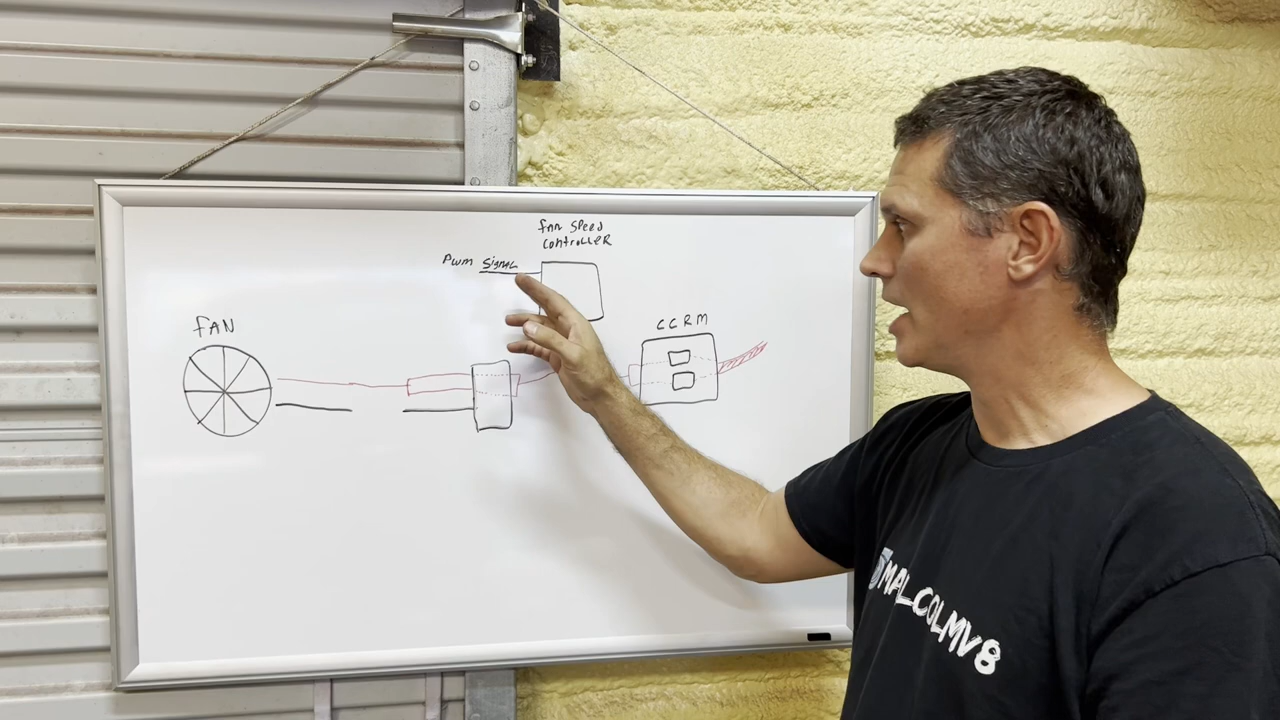 fan Speed
controller
Pwm Signal
fAN
CCRM
MALCOLMV8